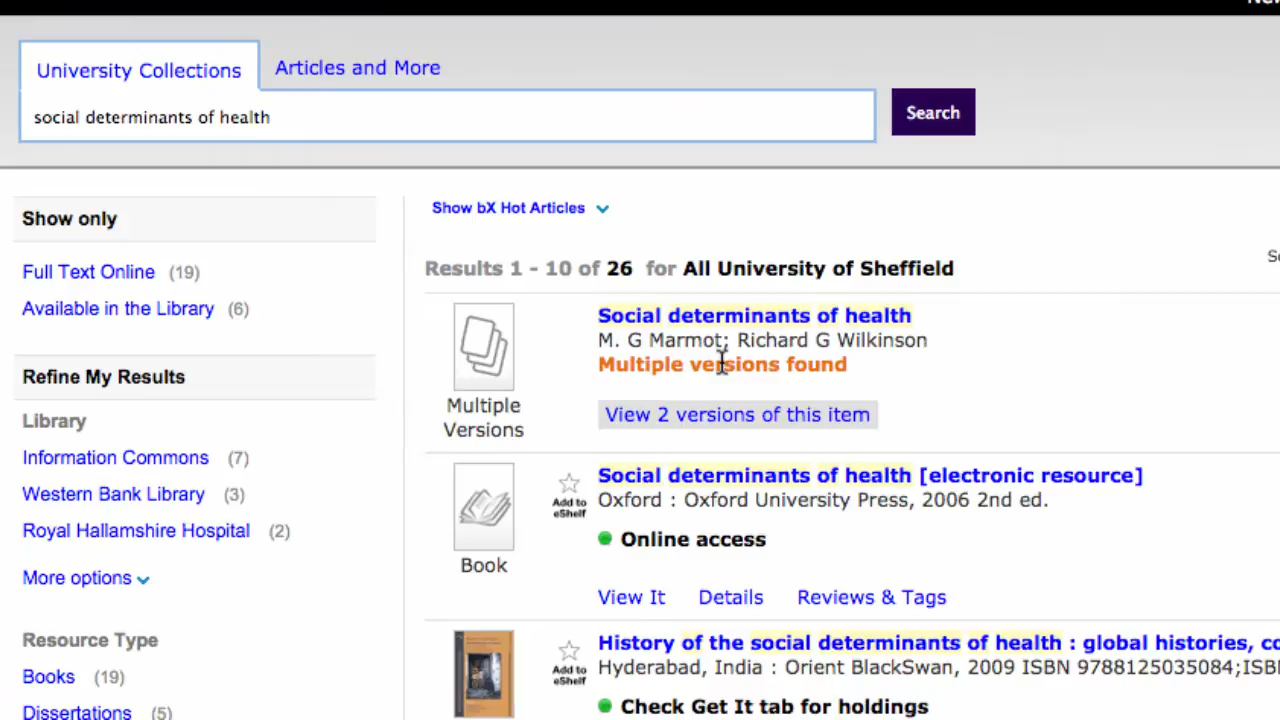 University Collections
Articles and More
social determinants of health
Search
Show only
Full Text Online (19)
Available in the Library (6)
Refine My Results
Library
Information Commons (7)
Western Bank Library (3)
Royal Hallamshire Hospital (2)
More options
Resource Type
Books (19)
Dissertations (5)
Show bX Hot Articles
Results 1 - 10 of 26 for All University of Sheffield
Multiple
Versions
Social determinants of health
M. G Marmot; Richard G Wilkinson
Multiple versions found
View 2 versions of this item
Book
Add to
eShelf
Social determinants of health [electronic resource]
Oxford : Oxford University Press, 2006 2nd ed.
Online access
View It Details Reviews & Tags
Add to
eShelf
History of the social determinants of health : global histories, co
Hyderabad, India : Orient BlackSwan, 2009 ISBN 9788125035084;ISB
Check Get It tab for holdings